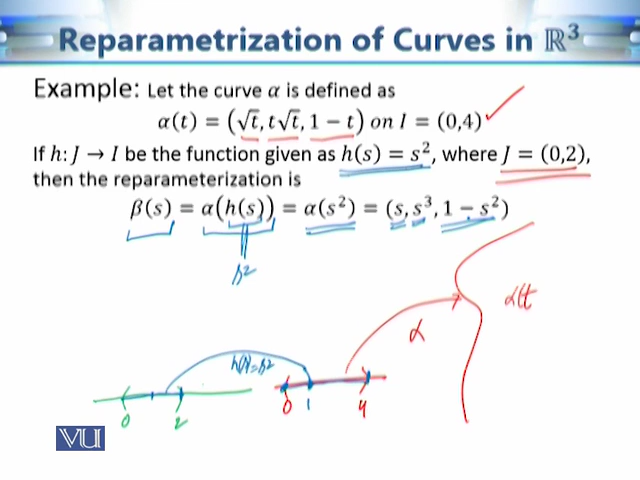 Reparametrization of Curves in ℝ³
Example: Let the curve α is defined as
α(t) = (√t, t√t, 1 − t) on I = (0,4)
If h: J → I be the function given as h(s) = s², where J = (0,2),
then the reparameterization is
β(s) = α(h(s)) = α(s²) = (s, s³, 1 − s²)
s²
α
h(s)=s²
0 2
0 1 4
VU